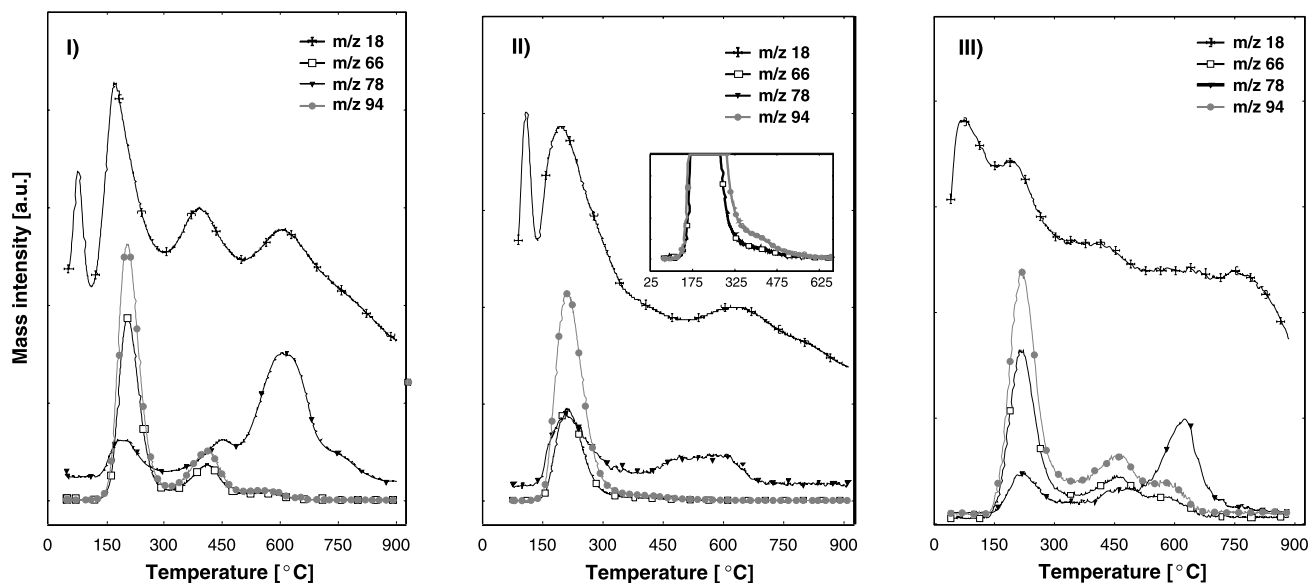 Mass intensity [a.u.]
I)
m/z 18
m/z 66
m/z 78
m/z 94
0 150 300 450 600 750 900
Temperature [°C]
II)
m/z 18
m/z 66
m/z 78
m/z 94
25 175 325 475 625
0 150 300 450 600 750 900
Temperature [°C]
III)
m/z 18
m/z 66
m/z 78
m/z 94
0 150 300 450 600 750 900
Temperature [°C]